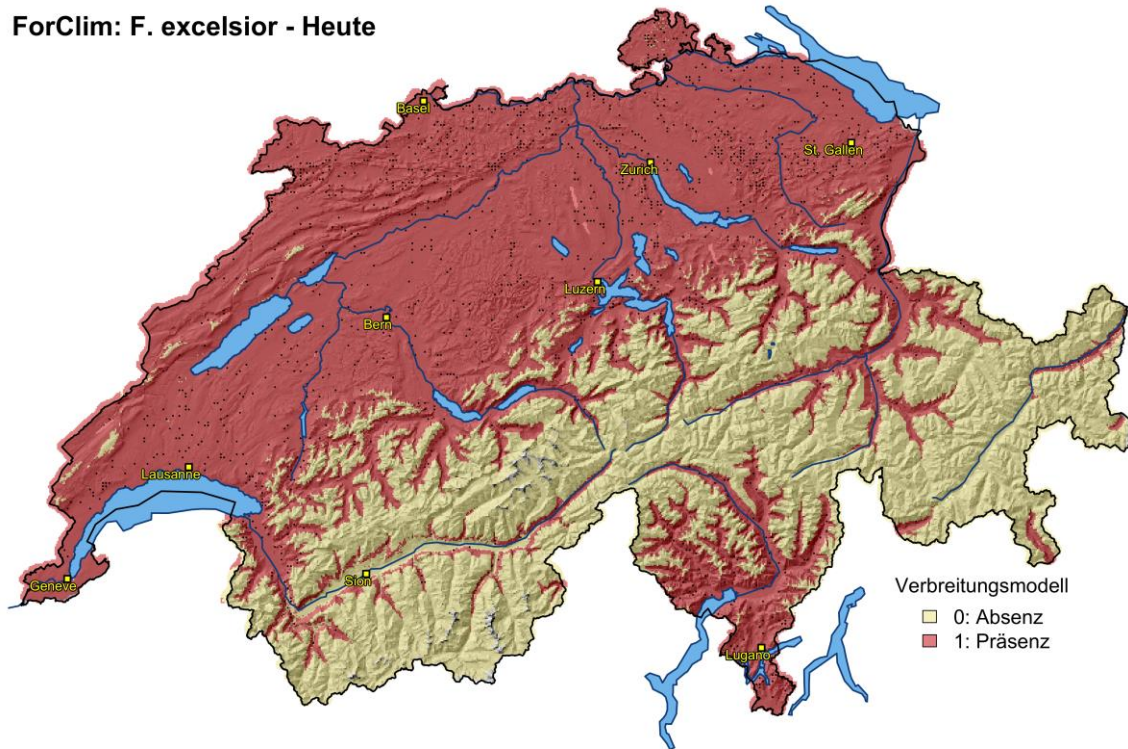 ForClim: F. excelsior - Heute
Basel
St. Gallen
Zürich
Luzern
Bern
Lausanne
Genève
Sion
Lugano
Verbreitungsmodell
0: Absenz
1: Präsenz